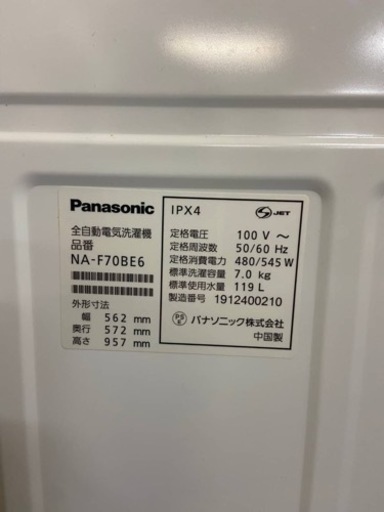 Panasonic
全自動電気洗濯機
品番
NA-F70BE6
外形寸法
幅 562 mm
奥行 572 mm
高さ 957 mm
IPX4
S JET
定格電圧 100 V ～
定格周波数 50/60 Hz
定格消費電力 480/545 W
標準洗濯容量 7.0 kg
標準使用水量 119 L
製造番号 1912400210
PS E
パナソニック株式会社
中国製